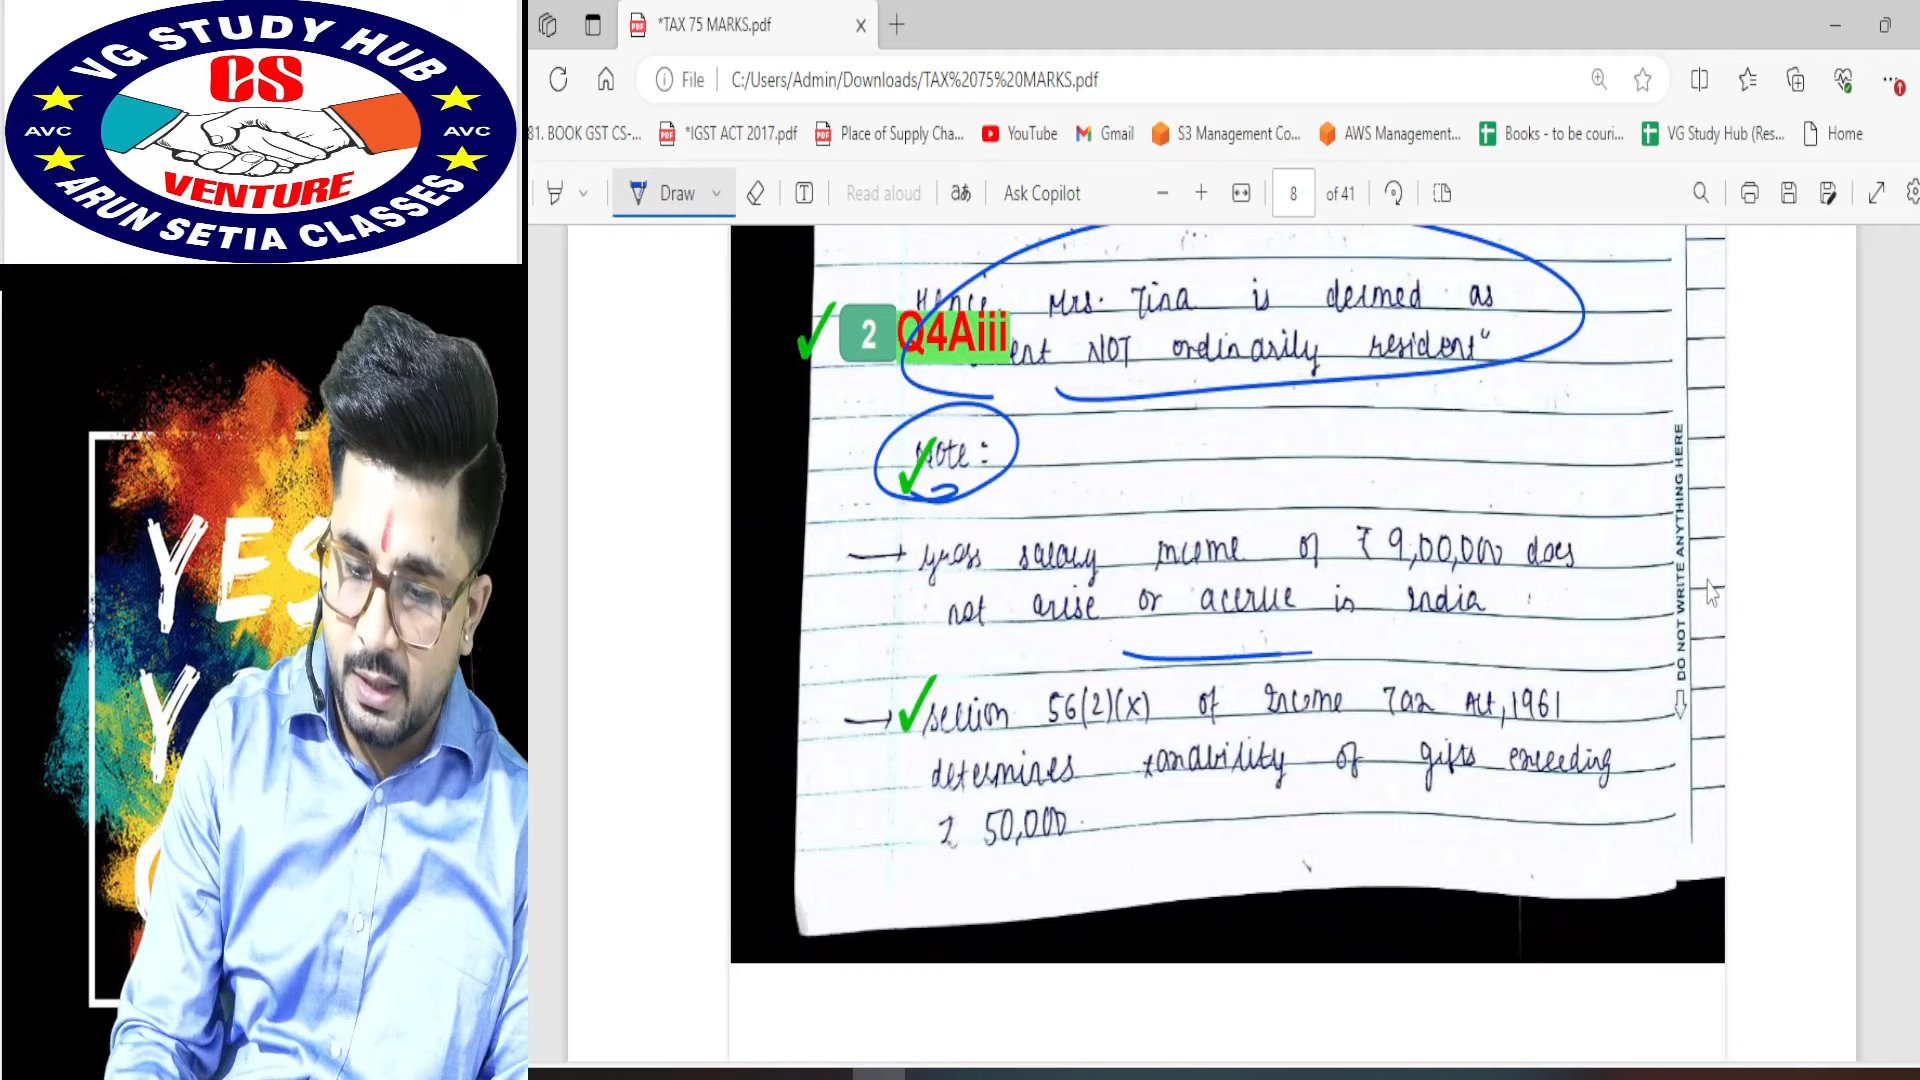 VG STUDY HUB
CS
AVC
AVC
VENTURE
ARUN SETIA CLASSES
YES
Y
*TAX 75 MARKS.pdf
File
C:/Users/Admin/Downloads/TAX%2075%20MARKS.pdf
31. BOOK GST CS-...
*IGST ACT 2017.pdf
Place of Supply Cha...
YouTube
Gmail
S3 Management Co...
AWS Management...
Books - to be couri...
VG Study Hub (Res...
Home
Draw
Read aloud
Ask Copilot
8
of 41
Hence, Mrs. Tina is deemed as
2
Q4Aiii
NOT ordinarily resident"
Note:
→ Gross salary income of ₹ 9,00,000 does
not arise or accrue in India
→ section 56(2)(x) of Income Tax Act, 1961
determines taxability of gifts exceeding
₹ 50,000.
DO NOT WRITE ANYTHING HERE